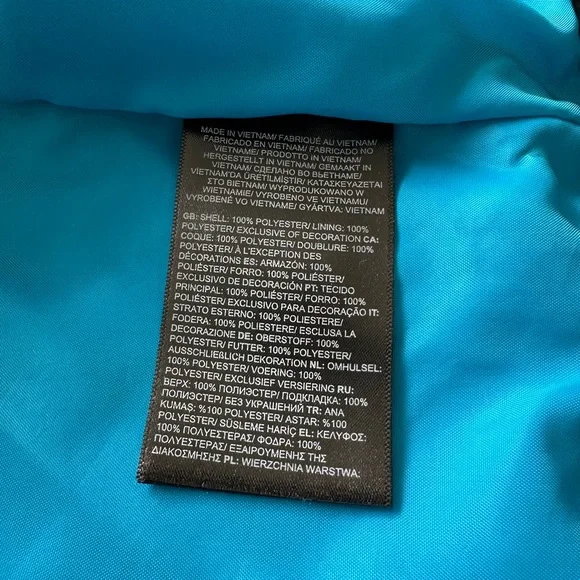 MADE IN VIETNAM/ FABRIQUÉ AU VIETNAM/
FABRICADO EN VIETNAM/ FABRICADO NO
VIETNAME/ PRODOTTO IN VIETNAM/
HERGESTELLT IN VIETNAM/ GEMAAKT IN
VIETNAM/ СДЕЛАНО ВО ВЬЕТНАМЕ/
VIETNAM'DA ÜRETİLMİŞTİR/ ΚΑΤΑΣΚΕΥΑΖΕΤΑΙ
ΣΤΟ ΒΙΕΤΝΑΜ/ WYPRODUKOWANO W
WIETNAMIE/ VYROBENO VE VIETNAMU/
VYROBENÉ VO VIETNAME/ GYÁRTVA: VIETNAM
GB: SHELL: 100% POLYESTER/ LINING: 100%
POLYESTER/ EXCLUSIVE OF DECORATION CA:
COQUE: 100% POLYESTER/ DOUBLURE: 100%
POLYESTER/ À L'EXCEPTION DES
DÉCORATIONS ES: ARMAZÓN: 100%
POLIÉSTER/ FORRO: 100% POLIÉSTER/
EXCLUSIVO DE DECORACIÓN PT: TECIDO
PRINCIPAL: 100% POLIÉSTER/ FORRO: 100%
POLIÉSTER/ EXCLUSIVO PARA DECORAÇÃO IT:
STRATO ESTERNO: 100% POLIESTERE/
FODERA: 100% POLIESTERE/ ESCLUSA LA
DECORAZIONE DE: OBERSTOFF: 100%
POLYESTER/ FUTTER: 100% POLYESTER/
AUSSCHLIEẞLICH DEKORATION NL: OMHULSEL:
100% POLYESTER/ VOERING: 100%
POLYESTER/ EXCLUSIEF VERSIERING RU:
ВЕРХ: 100% ПОЛИЭСТЕР/ ПОДКЛАДКА: 100%
ПОЛИЭСТЕР/ БЕЗ УКРАШЕНИЙ TR: ANA
KUMAŞ: %100 POLYESTER/ ASTAR: %100
POLYESTER/ SÜSLEME HARİÇ EL: ΚΕΛΥΦΟΣ:
100% ΠΟΛΥΕΣΤΕΡΑΣ/ ΦΟΔΡΑ: 100%
ΠΟΛΥΕΣΤΕΡΑΣ/ ΕΞΑΙΡΟΥΜΕΝΗΣ ΤΗΣ
ΔΙΑΚΟΣΜΗΣΗΣ PL: WIERZCHNIA WARSTWA: